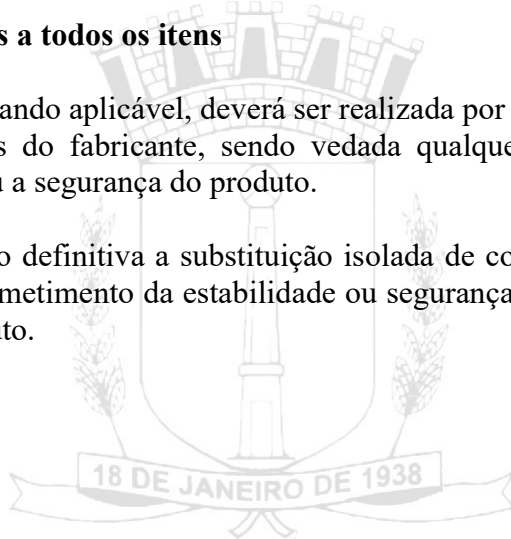 s a todos os itens
ando aplicável, deverá ser realizada por
s do fabricante, sendo vedada qualque
u a segurança do produto.
o definitiva a substituição isolada de co
metimento da estabilidade ou segurança
to.
18 DE JANEIRO DE 1938